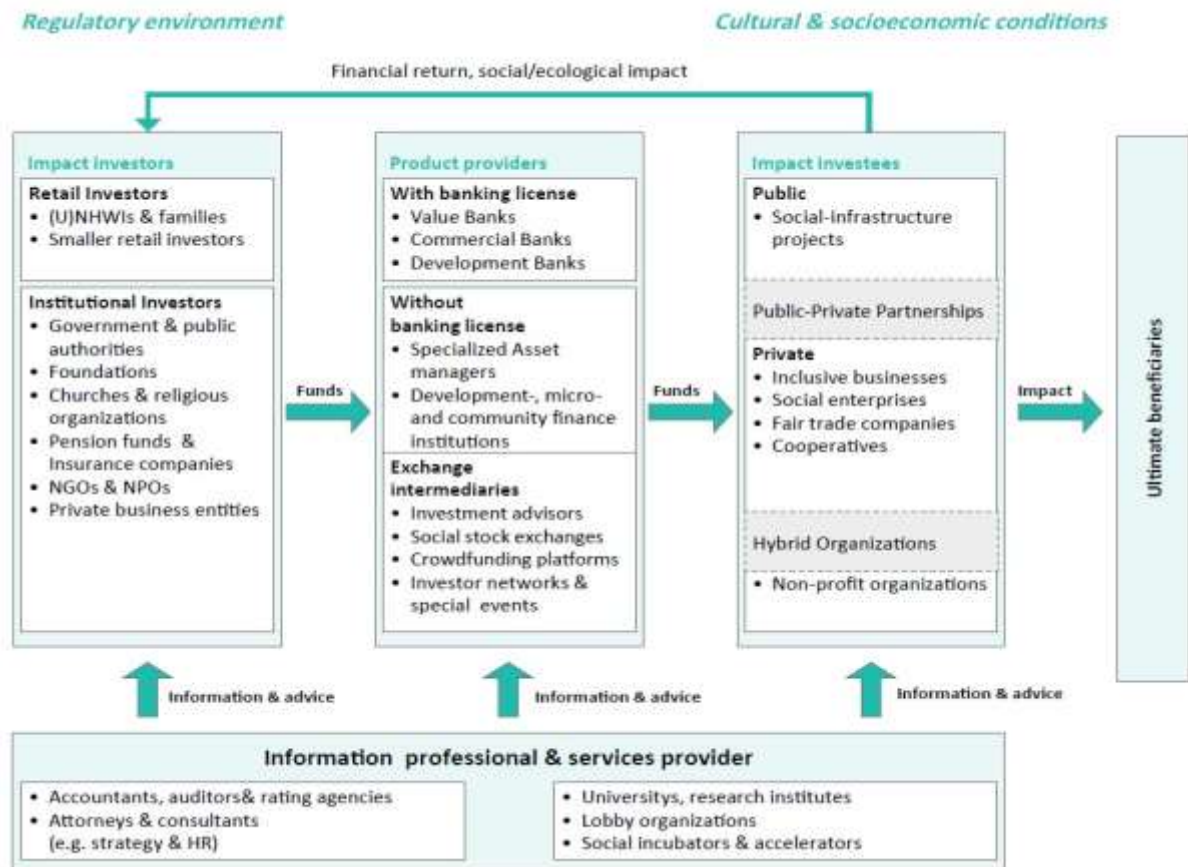 Regulatory environment
Cultural & socioeconomic conditions
Financial return, social/ecological impact
Impact investors
Retail Investors
• (U)NHWIs & families
• Smaller retail investors
Institutional Investors
• Government & public
authorities
• Foundations
• Churches & religious
organizations
• Pension funds &
Insurance companies
• NGOs & NPOs
• Private business entities
Funds
Product providers
With banking license
• Value Banks
• Commercial Banks
• Development Banks
Without
banking license
• Specialized Asset
managers
• Development-, micro-
and community finance
institutions
Exchange
intermediaries
• Investment advisors
• Social stock exchanges
• Crowdfunding platforms
• Investor networks &
special events
Funds
Impact investees
Public
• Social-infrastructure
projects
Public-Private Partnerships
Private
• Inclusive businesses
• Social enterprises
• Fair trade companies
• Cooperatives
Hybrid Organizations
• Non-profit organizations
Impact
Ultimate beneficiaries
Information & advice
Information & advice
Information & advice
Information professional & services provider
• Accountants, auditors& rating agencies
• Attorneys & consultants
(e.g. strategy & HR)
• Universitys, research institutes
• Lobby organizations
• Social incubators & accelerators